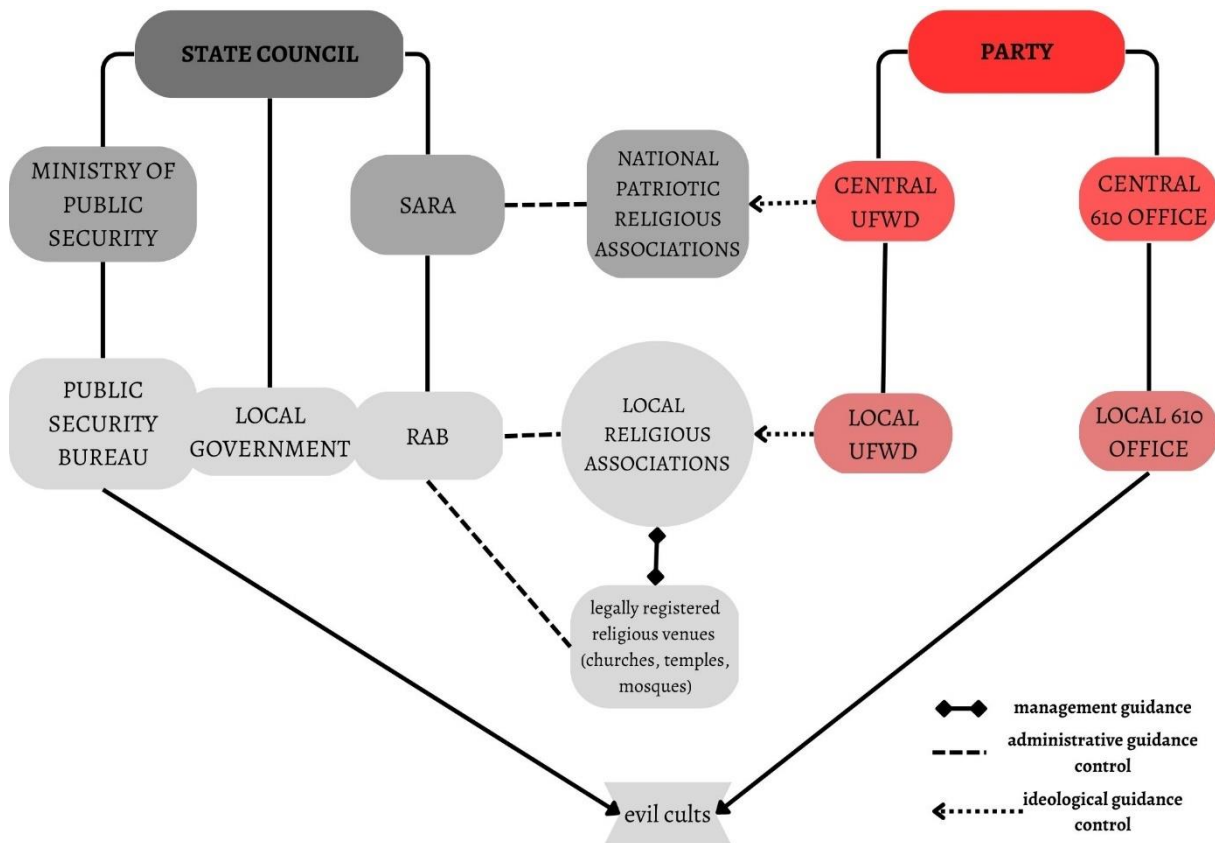 STATE COUNCIL
PARTY
MINISTRY OF
PUBLIC
SECURITY
SARA
NATIONAL
PATRIOTIC
RELIGIOUS
ASSOCIATIONS
CENTRAL
UFWD
CENTRAL
610 OFFICE
PUBLIC
SECURITY
BUREAU
LOCAL
GOVERNMENT
RAB
LOCAL
RELIGIOUS
ASSOCIATIONS
LOCAL
UFWD
LOCAL 610
OFFICE
legally registered
religious venues
(churches, temples,
mosques)
evil cults
management guidance
administrative guidance
control
ideological guidance
control